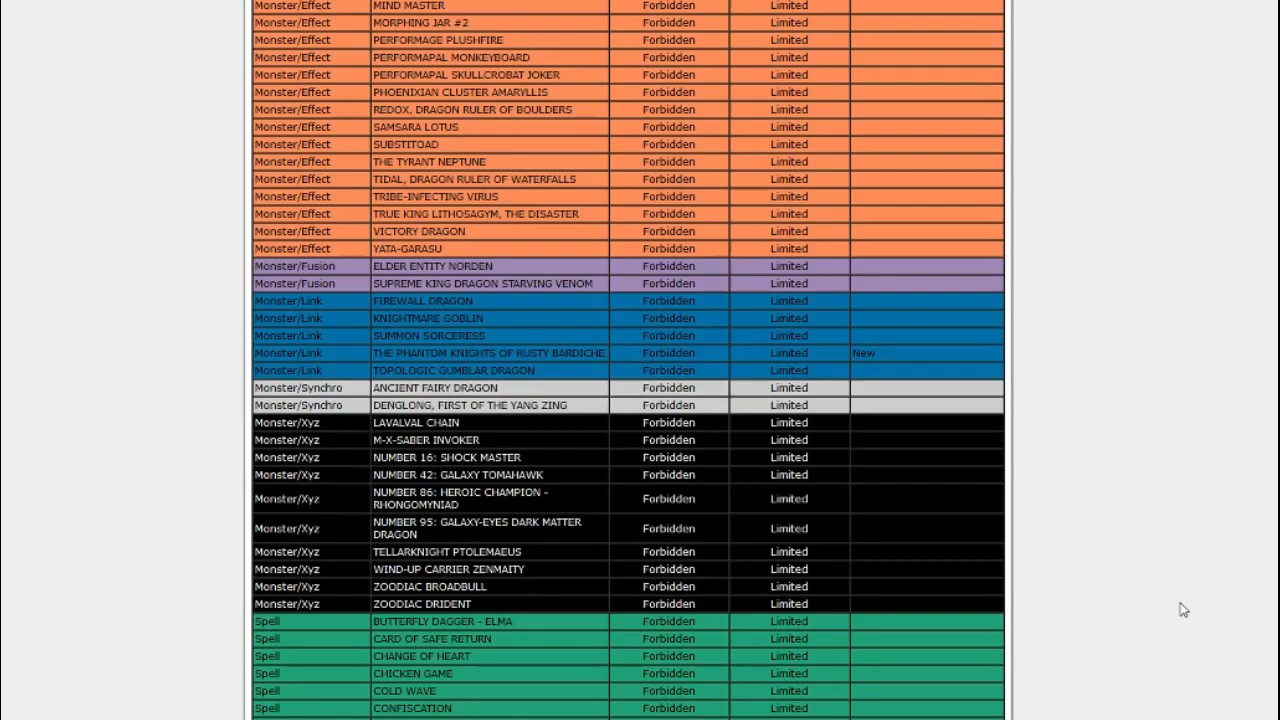 Monster/Effect MIND MASTER Forbidden Limited
Monster/Effect MORPHING JAR #2 Forbidden Limited
Monster/Effect PERFORMAGE PLUSHFIRE Forbidden Limited
Monster/Effect PERFORMAPAL MONKEYBOARD Forbidden Limited
Monster/Effect PERFORMAPAL SKULLCROBAT JOKER Forbidden Limited
Monster/Effect PHOENIXIAN CLUSTER AMARYLLIS Forbidden Limited
Monster/Effect REDOX, DRAGON RULER OF BOULDERS Forbidden Limited
Monster/Effect SAMSARA LOTUS Forbidden Limited
Monster/Effect SUBSTITOAD Forbidden Limited
Monster/Effect THE TYRANT NEPTUNE Forbidden Limited
Monster/Effect TIDAL, DRAGON RULER OF WATERFALLS Forbidden Limited
Monster/Effect TRIBE-INFECTING VIRUS Forbidden Limited
Monster/Effect TRUE KING LITHOSAGYM, THE DISASTER Forbidden Limited
Monster/Effect VICTORY DRAGON Forbidden Limited
Monster/Effect YATA-GARASU Forbidden Limited
Monster/Fusion ELDER ENTITY NORDEN Forbidden Limited
Monster/Fusion SUPREME KING DRAGON STARVING VENOM Forbidden Limited
Monster/Link FIREWALL DRAGON Forbidden Limited
Monster/Link KNIGHTMARE GOBLIN Forbidden Limited
Monster/Link SUMMON SORCERESS Forbidden Limited
Monster/Link THE PHANTOM KNIGHTS OF RUSTY BARDICHE Forbidden Limited New
Monster/Link TOPOLOGIC GUMBLAR DRAGON Forbidden Limited
Monster/Synchro ANCIENT FAIRY DRAGON Forbidden Limited
Monster/Synchro DENGLONG, FIRST OF THE YANG ZING Forbidden Limited
Monster/Xyz LAVALVAL CHAIN Forbidden Limited
Monster/Xyz M-X-SABER INVOKER Forbidden Limited
Monster/Xyz NUMBER 16: SHOCK MASTER Forbidden Limited
Monster/Xyz NUMBER 42: GALAXY TOMAHAWK Forbidden Limited
Monster/Xyz NUMBER 86: HEROIC CHAMPION - Forbidden Limited
RHONGOMYNIAD
Monster/Xyz NUMBER 95: GALAXY-EYES DARK MATTER Forbidden Limited
DRAGON
Monster/Xyz TELLARKNIGHT PTOLEMAEUS Forbidden Limited
Monster/Xyz WIND-UP CARRIER ZENMAITY Forbidden Limited
Monster/Xyz ZOODIAC BROADBULL Forbidden Limited
Monster/Xyz ZOODIAC DRIDENT Forbidden Limited
Spell BUTTERFLY DAGGER - ELMA Forbidden Limited
Spell CARD OF SAFE RETURN Forbidden Limited
Spell CHANGE OF HEART Forbidden Limited
Spell CHICKEN GAME Forbidden Limited
Spell COLD WAVE Forbidden Limited
Spell CONFISCATION Forbidden Limited